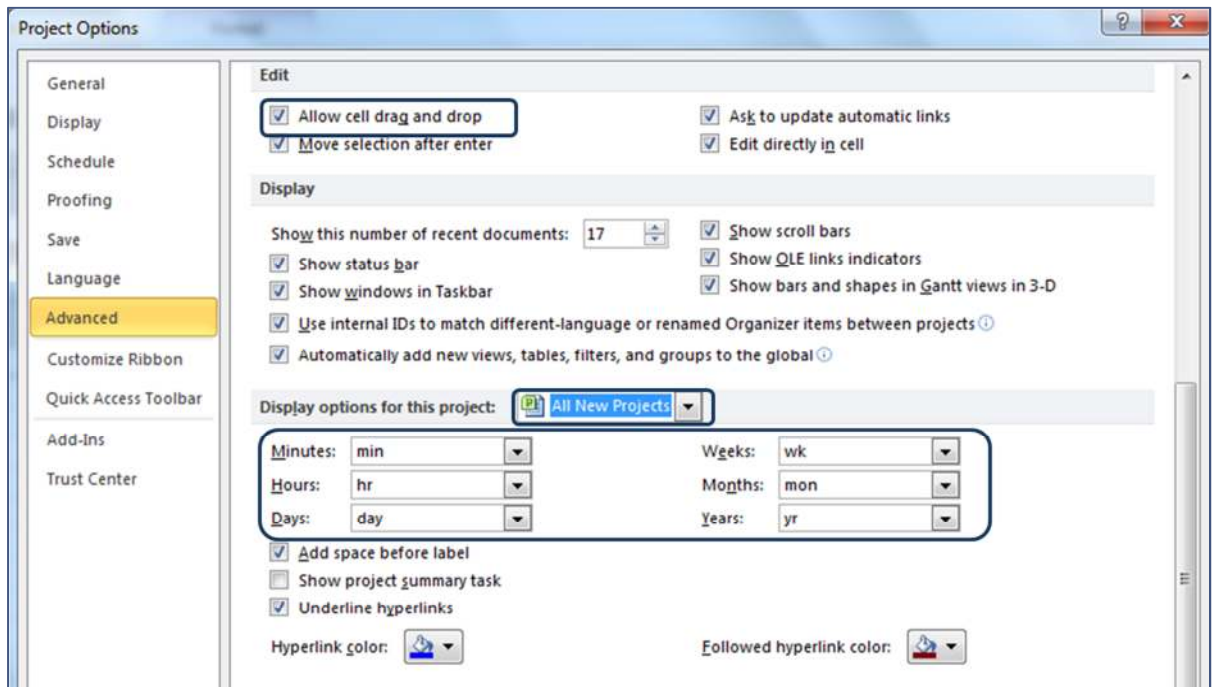 Project Options
General
Display
Schedule
Proofing
Save
Language
Advanced
Customize Ribbon
Quick Access Toolbar
Add-Ins
Trust Center
Edit
Allow cell drag and drop
Ask to update automatic links
Move selection after enter
Edit directly in cell
Display
Show this number of recent documents: 17
Show scroll bars
Show status bar
Show OLE links indicators
Show windows in Taskbar
Show bars and shapes in Gantt views in 3-D
Use internal IDs to match different-language or renamed Organizer items between projects
Automatically add new views, tables, filters, and groups to the global
Display options for this project: All New Projects
Minutes: min
Weeks: wk
Hours: hr
Months: mon
Days: day
Years: yr
Add space before label
Show project summary task
Underline hyperlinks
Hyperlink color:
Followed hyperlink color: